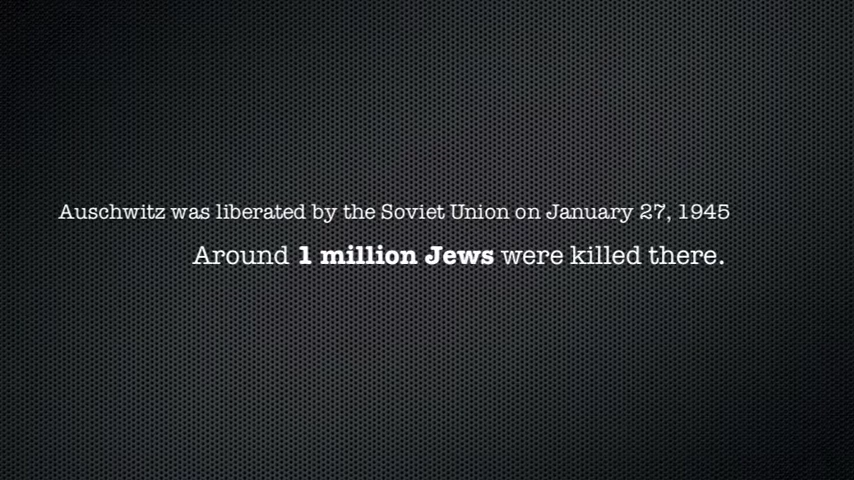 Auschwitz was liberated by the Soviet Union on January 27, 1945
Around 1 million Jews were killed there.